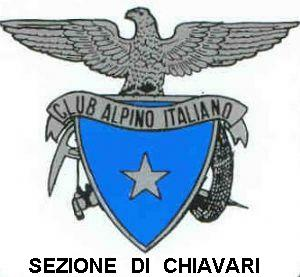 CLUB ALPINO ITALIANO
SEZIONE DI CHIAVARI